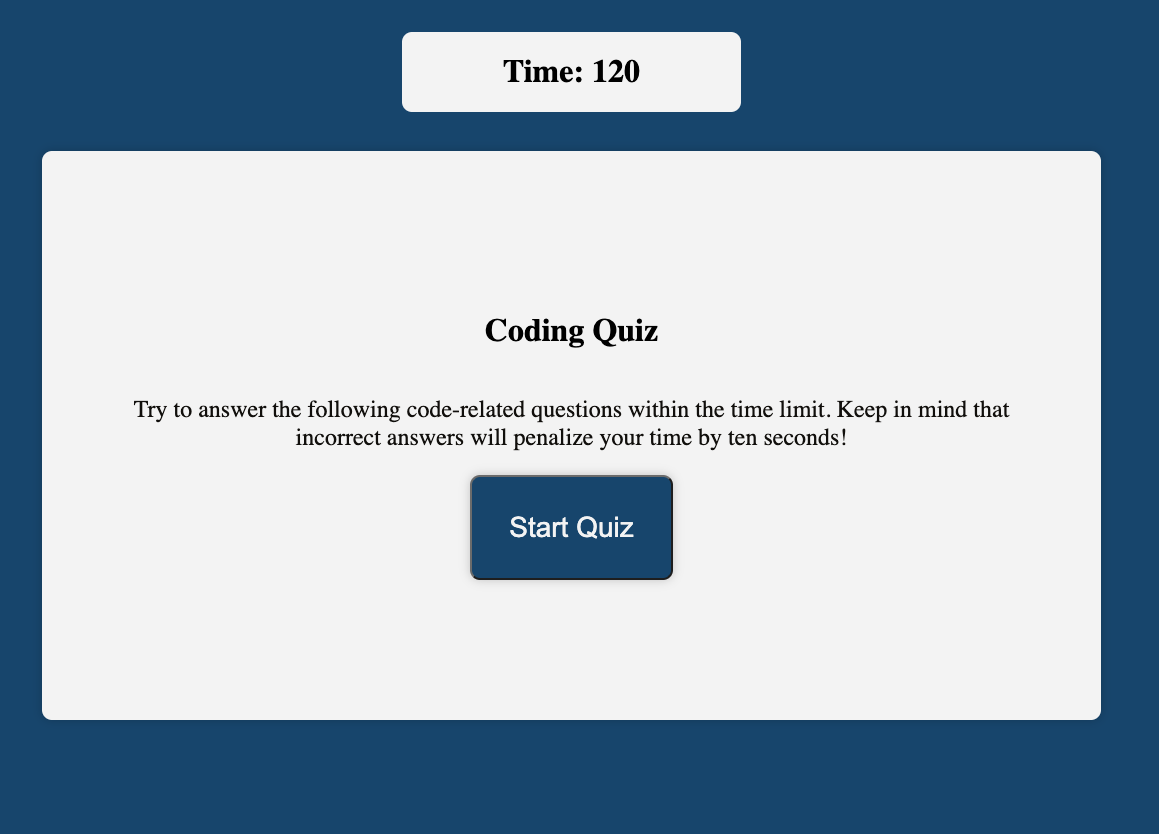 Time: 120
Coding Quiz
Try to answer the following code-related questions within the time limit. Keep in mind that
incorrect answers will penalize your time by ten seconds!
Start Quiz